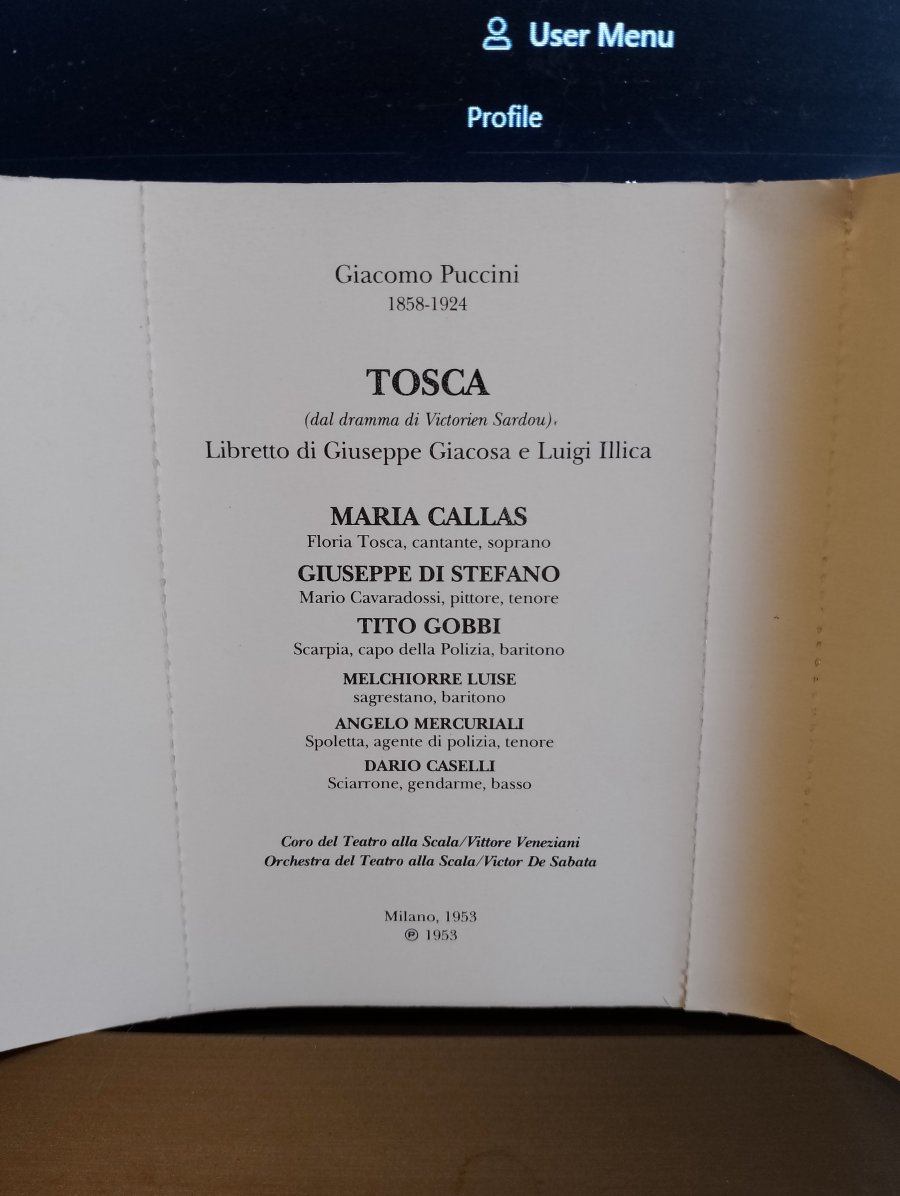 User Menu
Profile
Giacomo Puccini
1858-1924
TOSCA
(dal dramma di Victorien Sardou),
Libretto di Giuseppe Giacosa e Luigi Illica
MARIA CALLAS
Floria Tosca, cantante, soprano
GIUSEPPE DI STEFANO
Mario Cavaradossi, pittore, tenore
TITO GOBBI
Scarpia, capo della Polizia, baritono
MELCHIORRE LUISE
sagrestano, baritono
ANGELO MERCURIALI
Spoletta, agente di polizia, tenore
DARIO CASELLI
Sciarrone, gendarme, basso
Coro del Teatro alla Scala/Vittore Veneziani
Orchestra del Teatro alla Scala/Victor De Sabata
Milano, 1953
℗ 1953